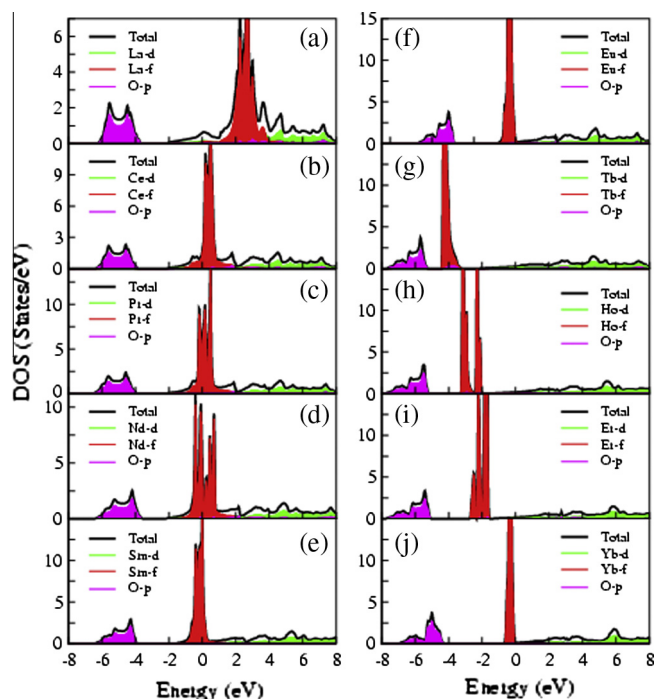 DOS (States/eV)
6
4
2
0
Total
La-d
La-f
O-p
(a)
9
6
3
0
Total
Ce-d
Ce-f
O-p
(b)
10
5
0
Total
Pr-d
Pr-f
O-p
(c)
10
5
0
Total
Nd-d
Nd-f
O-p
(d)
10
5
0
Total
Sm-d
Sm-f
O-p
(e)
-8 -6 -4 -2 0 2 4 6 8
Energy (eV)
15
10
5
0
(f)
Total
Eu-d
Eu-f
O-p
10
5
0
(g)
Total
Tb-d
Tb-f
O-p
10
5
0
(h)
Total
Ho-d
Ho-f
O-p
10
5
0
(i)
Total
Er-d
Er-f
O-p
10
5
0
(j)
Total
Yb-d
Yb-f
O-p
-8 -6 -4 -2 0 2 4 6 8
Energy (eV)